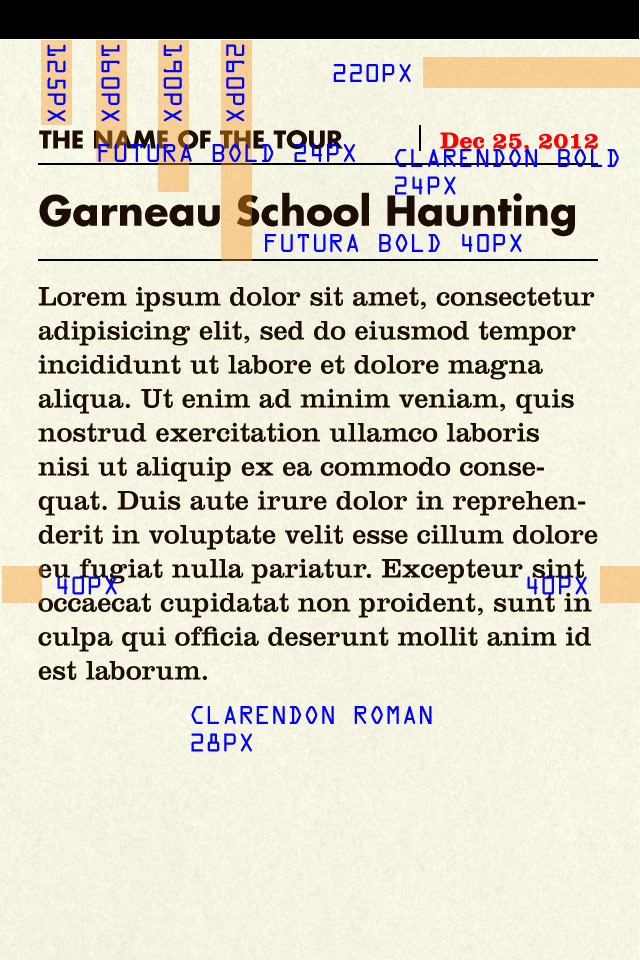 125PX
160PX
190PX
260PX
220PX
THE NAME OF THE TOUR
Dec 25, 2012
FUTURA BOLD 24PX
CLARENDON BOLD
24PX
Garneau School Haunting
FUTURA BOLD 40PX
Lorem ipsum dolor sit amet, consectetur
adipisicing elit, sed do eiusmod tempor
incididunt ut labore et dolore magna
aliqua. Ut enim ad minim veniam, quis
nostrud exercitation ullamco laboris
nisi ut aliquip ex ea commodo conse-
quat. Duis aute irure dolor in reprehen-
derit in voluptate velit esse cillum dolore
eu fugiat nulla pariatur. Excepteur sint
40PX
40PX
occaecat cupidatat non proident, sunt in
culpa qui officia deserunt mollit anim id
est laborum.
CLARENDON ROMAN
28PX